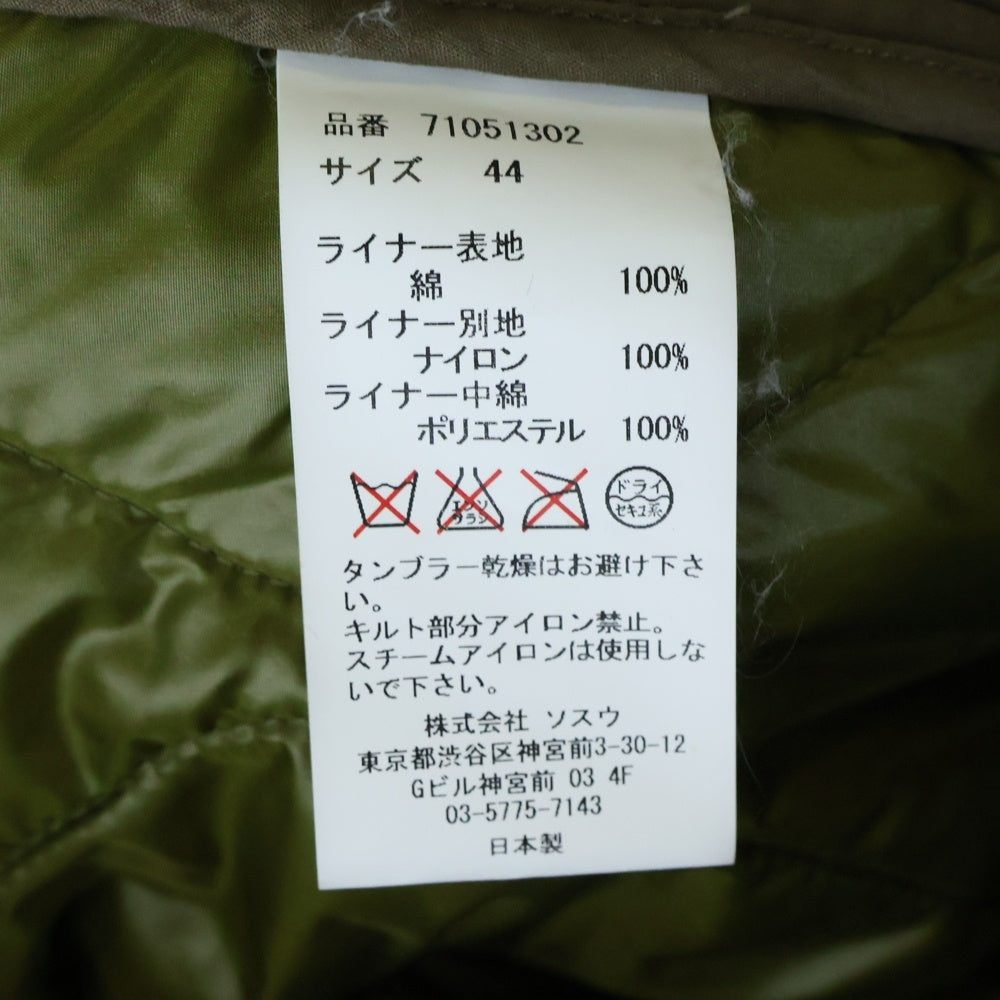 品番 71051302
サイズ 44
ライナー表地
綿 100%
ライナー別地
ナイロン 100%
ライナー中綿
ポリエステル 100%
エンソ
サラシ
ドライ
セキユ系
タンブラー乾燥はお避け下さ
い。
キルト部分アイロン禁止。
スチームアイロンは使用しな
いで下さい。
株式会社 ソスウ
東京都渋谷区神宮前3-30-12
Gビル神宮前 03 4F
03-5775-7143
日本製